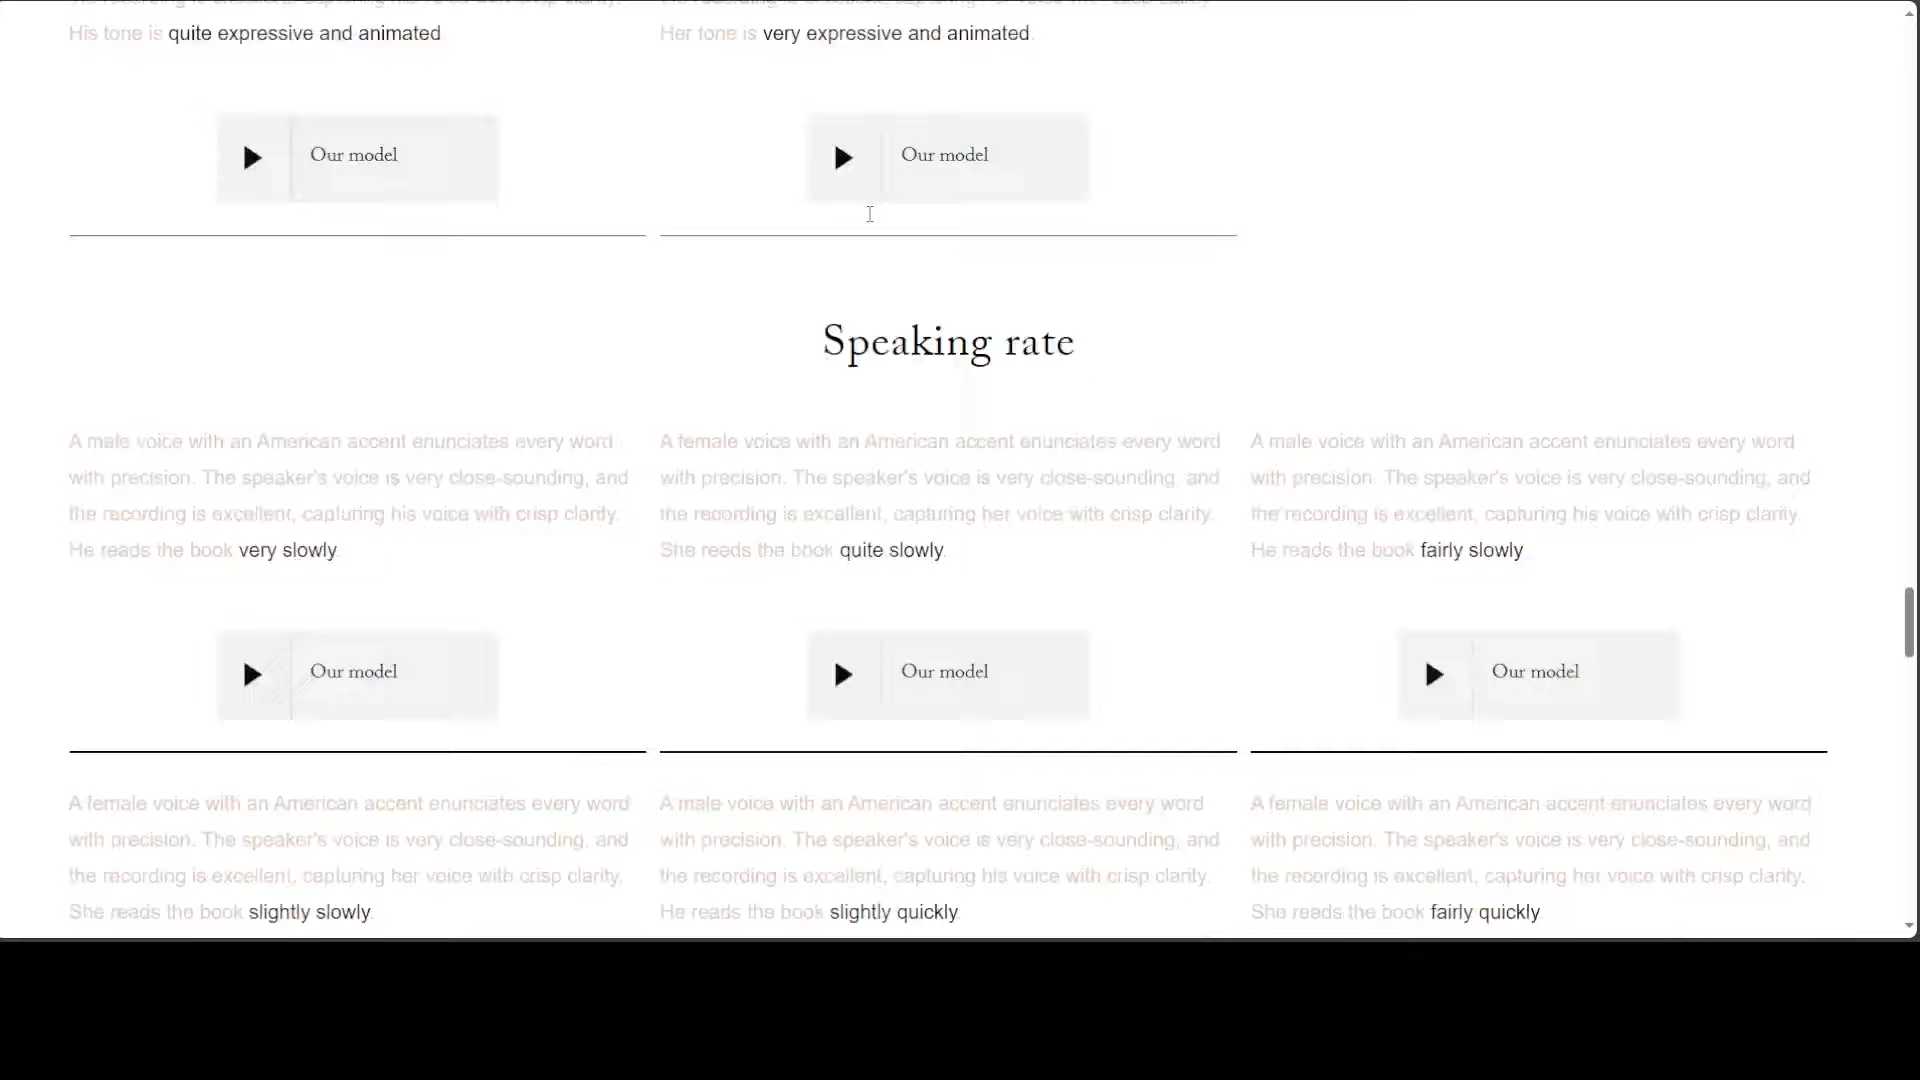 His tone is quite expressive and animated.
Her tone is very expressive and animated.
Our model
Our model
Speaking rate
A male voice with an American accent enunciates every word
with precision. The speaker's voice is very close-sounding, and
the recording is excellent, capturing his voice with crisp clarity.
He reads the book very slowly.
A female voice with an American accent enunciates every word
with precision. The speaker's voice is very close-sounding, and
the recording is excellent, capturing her voice with crisp clarity.
She reads the book quite slowly.
A male voice with an American accent enunciates every word
with precision. The speaker's voice is very close-sounding, and
the recording is excellent, capturing his voice with crisp clarity.
He reads the book fairly slowly
Our model
Our model
Our model
A female voice with an American accent enunciates every word
with precision. The speaker's voice is very close-sounding, and
the recording is excellent, capturing her voice with crisp clarity.
She reads the book slightly slowly.
A male voice with an American accent enunciates every word
with precision. The speaker's voice is very close-sounding, and
the recording is excellent, capturing his voice with crisp clarity.
He reads the book slightly quickly.
A female voice with an American accent enunciates every word
with precision. The speaker's voice is very close-sounding, and
the recording is excellent, capturing her voice with crisp clarity.
She reads the book fairly quickly.